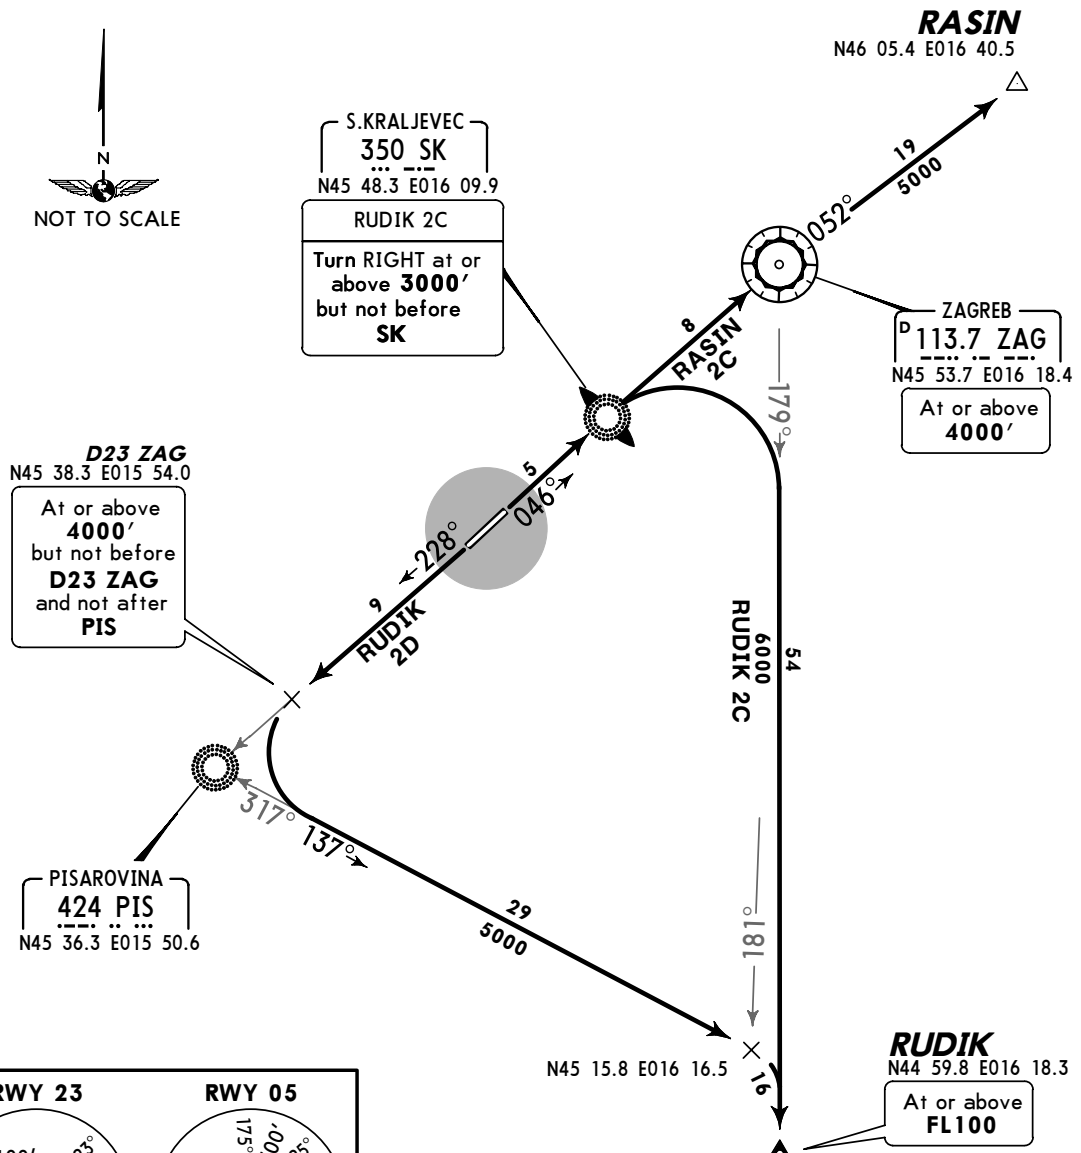 RASIN
N46 05.4 E016 40.5
N
NOT TO SCALE
S.KRALJEVEC
350 SK
N45 48.3 E016 09.9
RUDIK 2C
Turn RIGHT at or
above 3000'
but not before
SK
19
5000
052°
ZAGREB
D 113.7 ZAG
N45 53.7 E016 18.4
At or above
4000'
8
RASIN
2C
179°
D23 ZAG
N45 38.3 E015 54.0
At or above
4000'
but not before
D23 ZAG
and not after
PIS
5
046°
228°
9
RUDIK
2D
54
6000
RUDIK 2C
317°
137°
PISAROVINA
424 PIS
N45 36.3 E015 50.6
29
5000
181°
N45 15.8 E016 16.5
16
RUDIK
N44 59.8 E016 18.3
At or above
FL100
RWY 23
RWY 05
175°